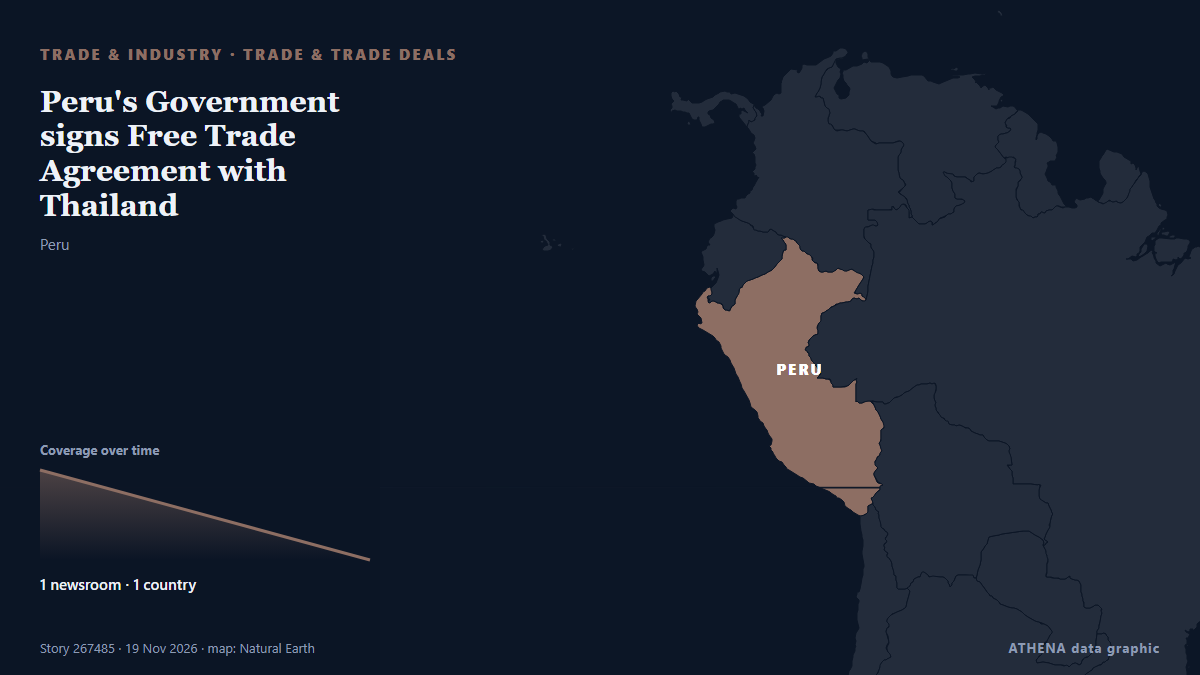 TRADE & INDUSTRY · TRADE & TRADE DEALS
Peru's Government
signs Free Trade
Agreement with
Thailand
Peru
PERU
Coverage over time
1 newsroom · 1 country
Story 267485 · 19 Nov 2026 · map: Natural Earth
ATHENA data graphic